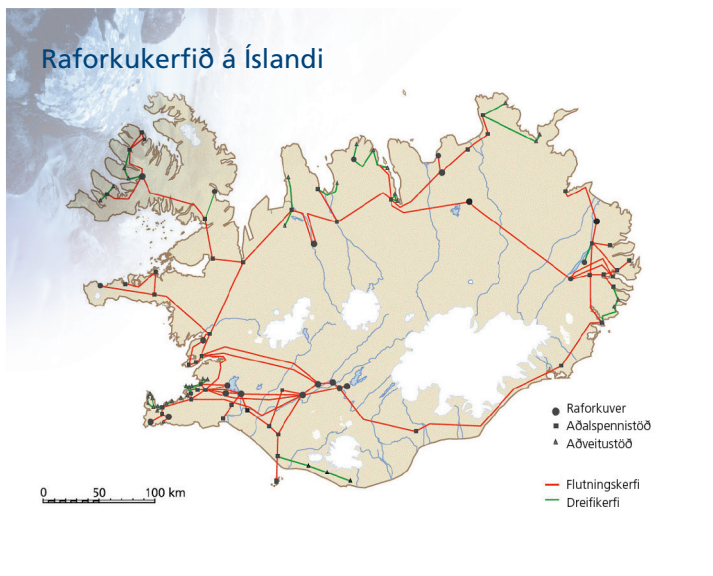 Raforkukerfið á Íslandi
Raforkuver
Aðalspennistöð
Aðveitustöð
Flutningskerfi
Dreifikerfi
0 50 100 km